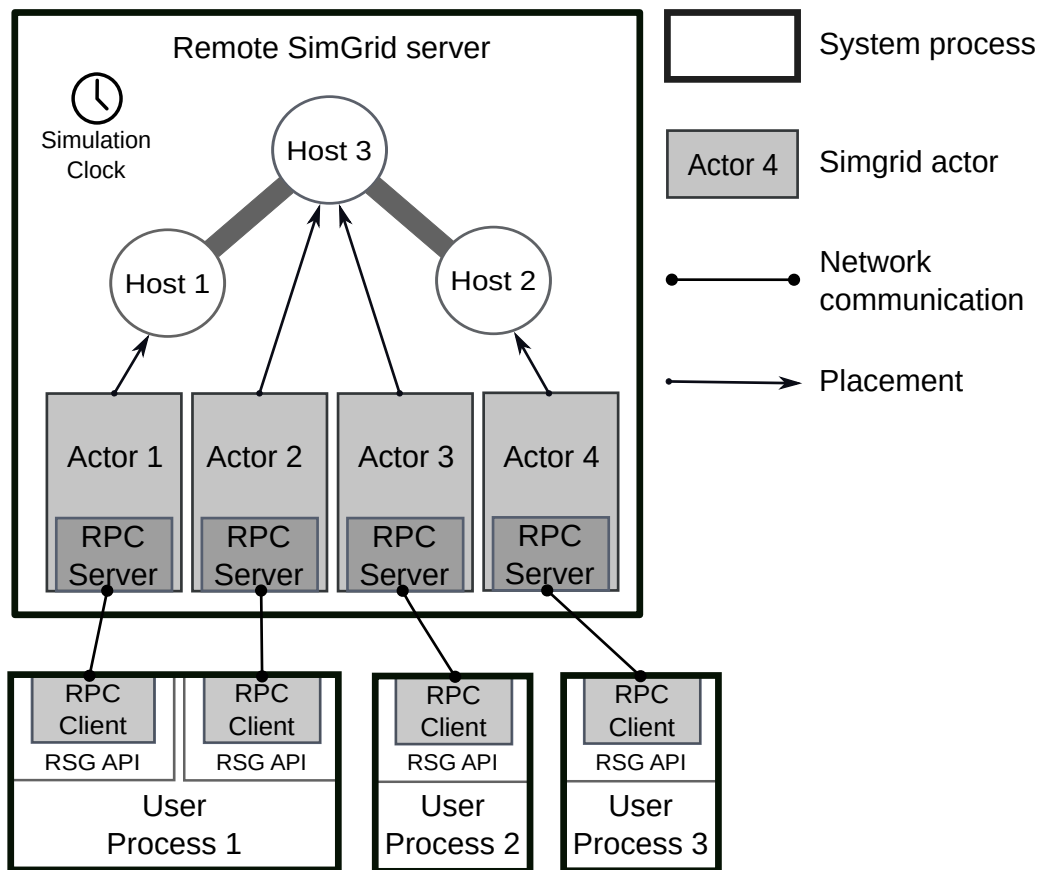 Remote SimGrid server
Simulation
Clock
Host 3
Host 1
Host 2
Actor 1
Actor 2
Actor 3
Actor 4
RPC
Server
RPC
Server
RPC
Server
RPC
Server
RPC
Client
RSG API
RPC
Client
RSG API
User
Process 1
RPC
Client
RSG API
User
Process 2
RPC
Client
RSG API
User
Process 3
System process
Actor 4
Simgrid actor
Network
communication
Placement